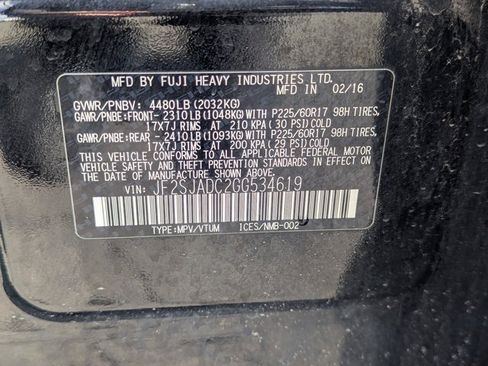 MFD BY FUJI HEAVY INDUSTRIES LTD.
MFD IN 02/16
GVWR/PNBV: 4480LB (2032KG)
GAWR/PNBE:FRONT- 2310LB (1048KG)WITH P225/60R17 98H TIRES,
17X7J RIMS AT 210 KPA (30 PSI)COLD
GAWR/PNBE:REAR - 2410LB (1093KG)WITH P225/60R17 98H TIRES,
17X7J RIMS AT 200 KPA (29 PSI)COLD
THIS VEHICLE CONFORMS TO ALL APPLICABLE FEDERAL MOTOR
VEHICLE SAFETY AND THEFT PREVENTION STANDARDS IN EFFECT
ON THE DATE OF MANUFACTURE SHOWN ABOVE.
VIN: JF2SJADC2GG534619
TYPE:MPV/VTUM ICES/NMB-002